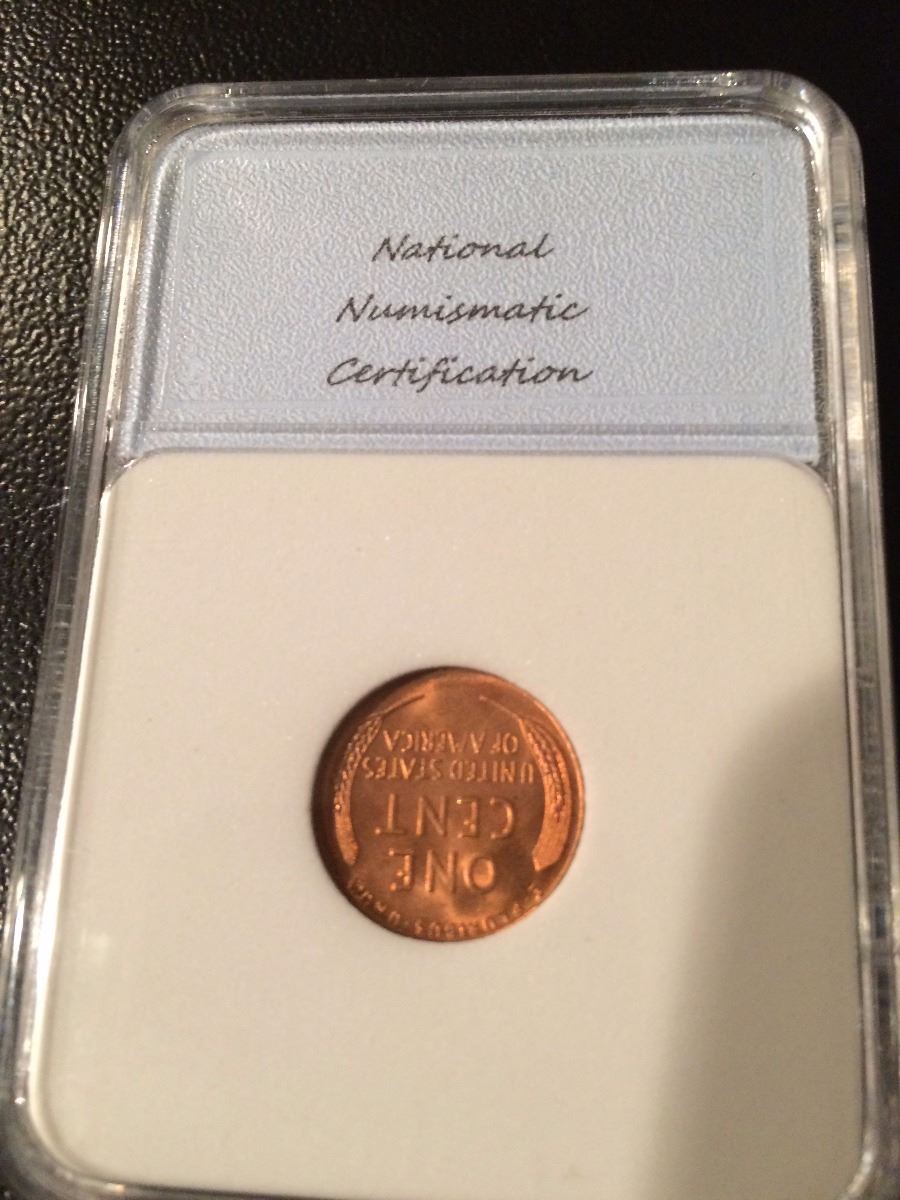 National
Numismatic
Certification
ONE
CENT
UNITED STATES
OF AMERICA